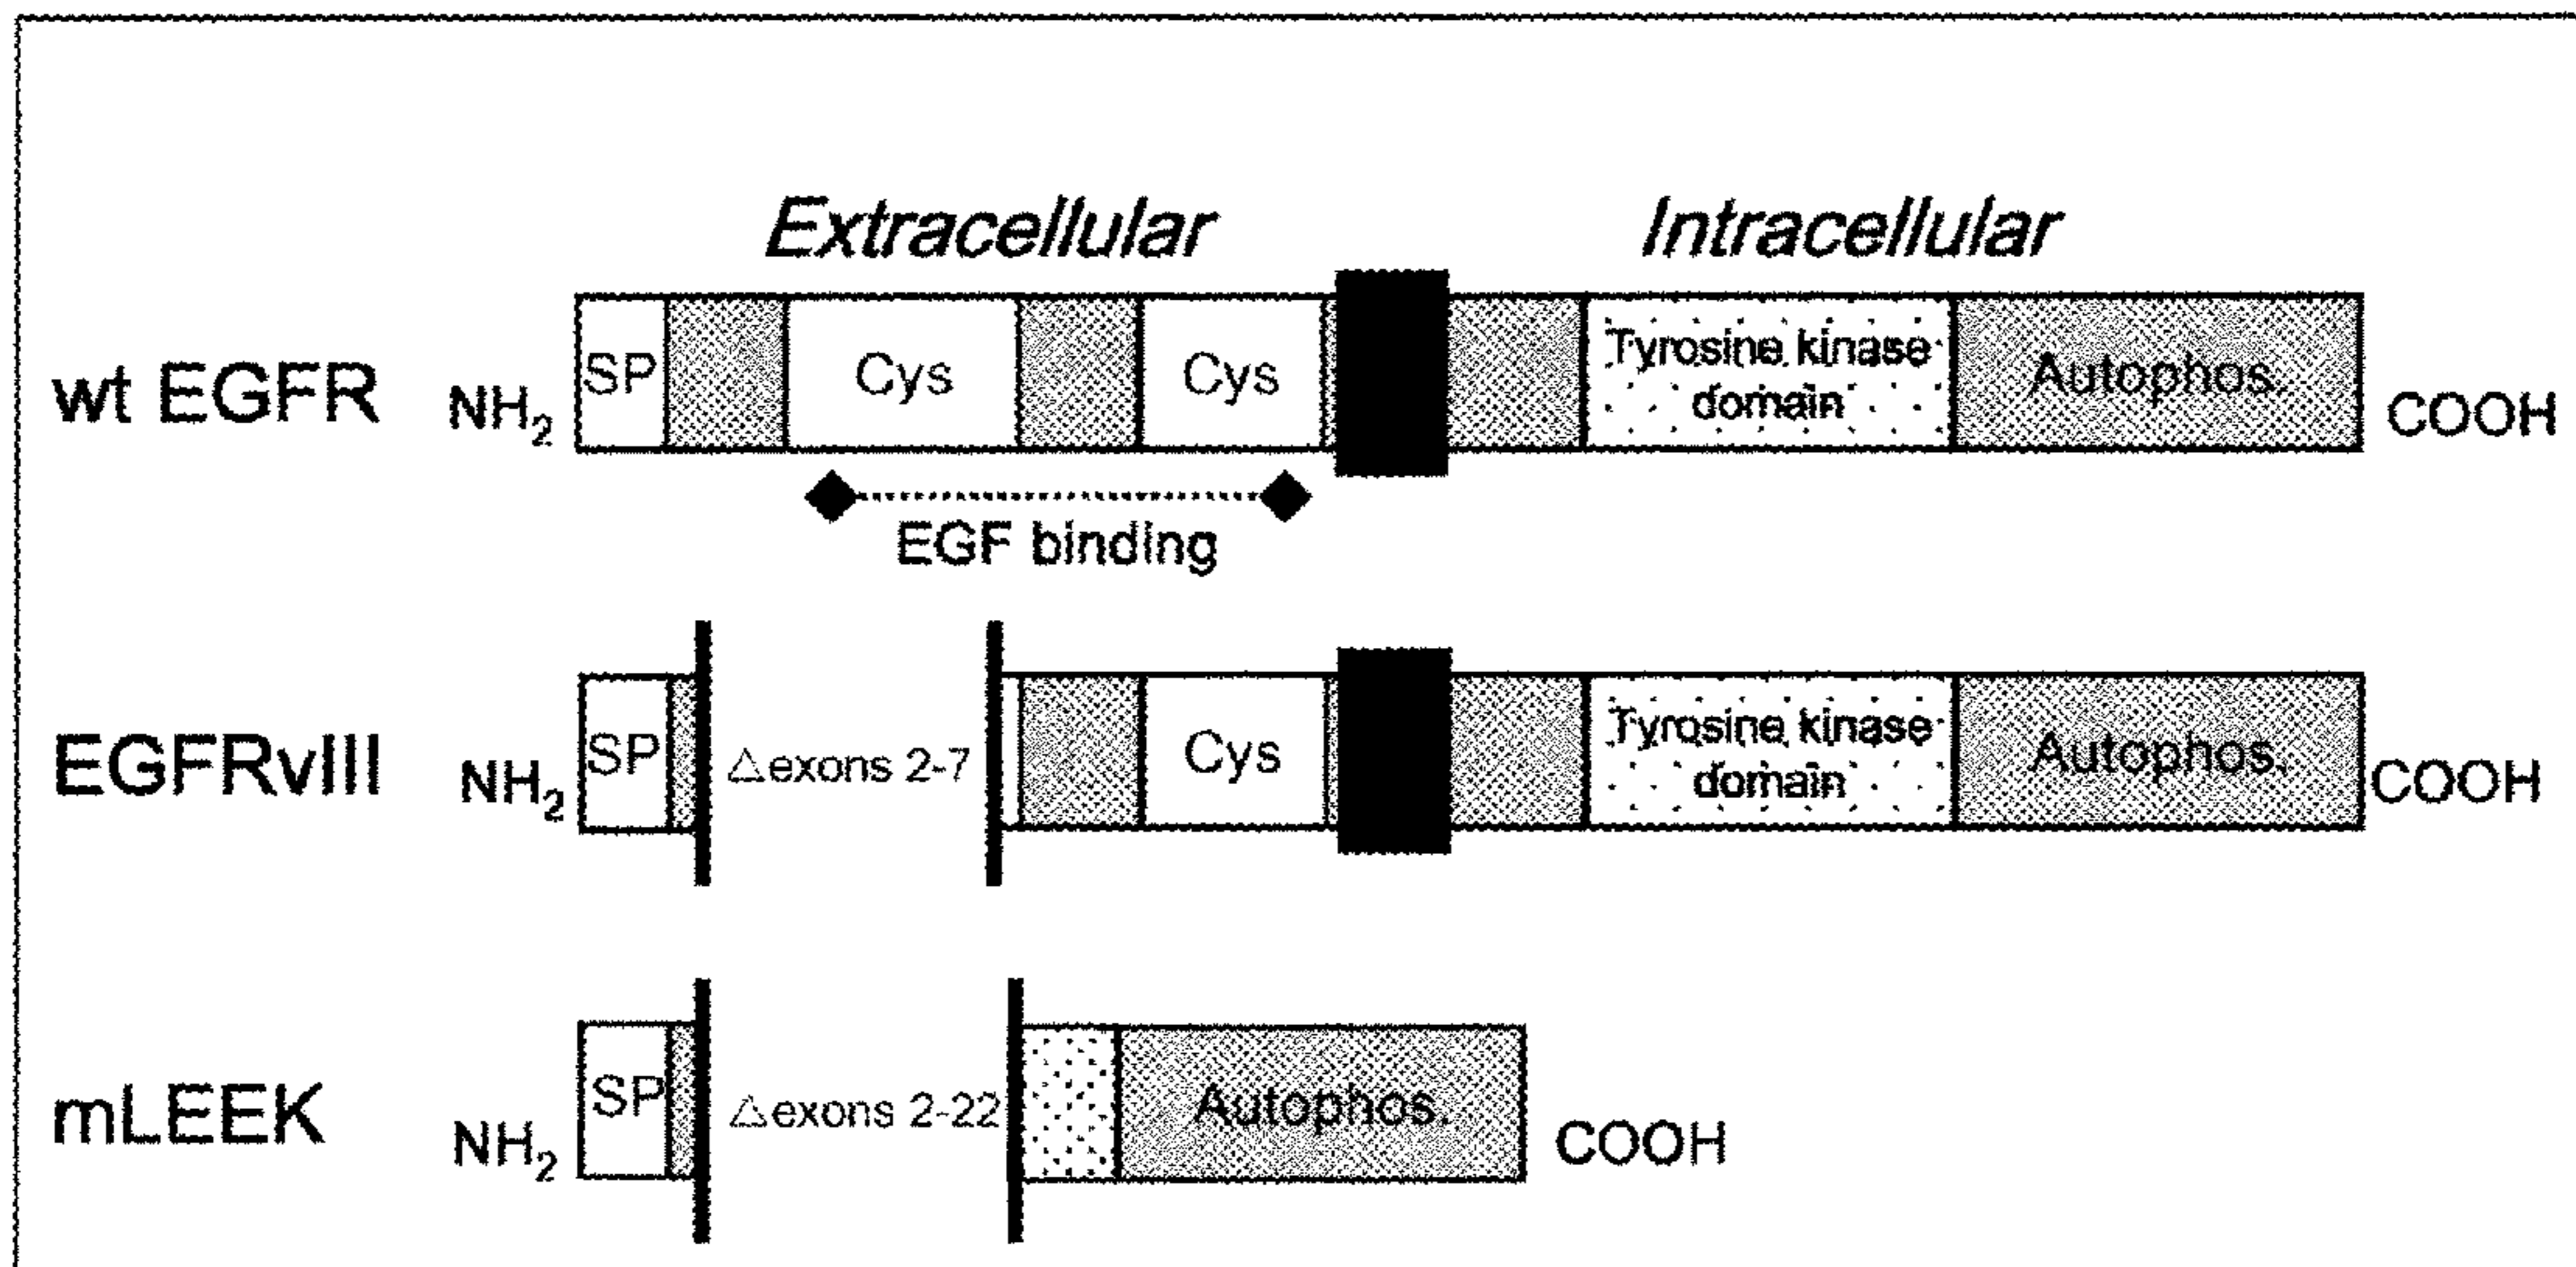 Extracellular Intracellular
wt EGFR NH2 SP Cys Cys Tyrosine kinase domain Autophos. COOH
EGF binding
EGFRvIII NH2 SP △exons 2-7 Cys Tyrosine kinase domain Autophos. COOH
mLEEK NH2 SP △exons 2-22 Autophos. COOH